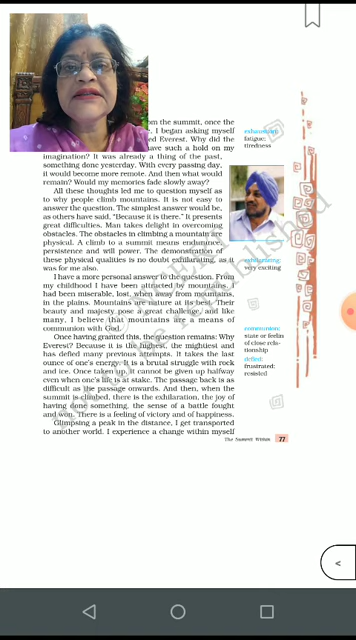 om the summit, once the
. I began asking myself
ed Everest. Why did the
ave such a hold on my
imagination? It was already a thing of the past,
something done yesterday. With every passing day,
it would become more remote. And then what would
remain? Would my memories fade slowly away?
All these thoughts led me to question myself as
to why people climb mountains. It is not easy to
answer the question. The simplest answer would be,
as others have said, “Because it is there.” It presents
great difficulties. Man takes delight in overcoming
obstacles. The obstacles in climbing a mountain are
physical. A climb to a summit means endurance,
persistence and will power. The demonstration of
these physical qualities is no doubt exhilarating, as it
was for me also.
I have a more personal answer to the question. From
my childhood I have been attracted by mountains. I
had been miserable, lost, when away from mountains,
in the plains. Mountains are nature at its best. Their
beauty and majesty pose a great challenge, and like
many, I believe that mountains are a means of
communion with God.
Once having granted this, the question remains: Why
Everest? Because it is the highest, the mightiest and
has defied many previous attempts. It takes the last
ounce of one’s energy. It is a brutal struggle with rock
and ice. Once taken up, it cannot be given up halfway
even when one’s life is at stake. The passage back is as
difficult as the passage onwards. And then, when the
summit is climbed, there is the exhilaration, the joy of
having done something, the sense of a battle fought
and won. There is a feeling of victory and of happiness.
Glimpsing a peak in the distance, I get transported
to another world. I experience a change within myself
exhaustion:
fatigue;
tiredness
exhilarating:
very exciting
communion:
state or feelin
of close rela-
tionship
defied:
frustrated;
resisted
The Summit Within 77